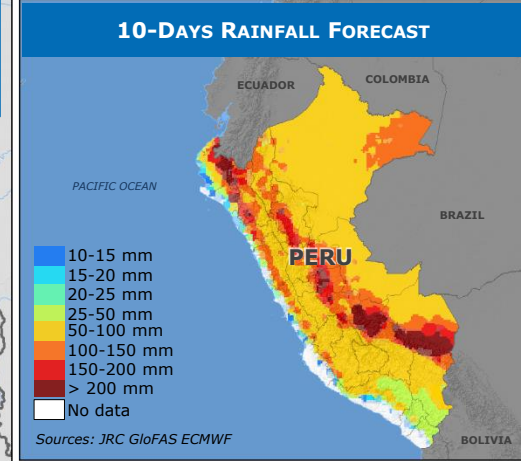 10-DAYS RAINFALL FORECAST
ECUADOR
COLOMBIA
PACIFIC OCEAN
BRAZIL
PERU
10-15 mm
15-20 mm
20-25 mm
25-50 mm
50-100 mm
100-150 mm
150-200 mm
> 200 mm
No data
Sources: JRC GloFAS ECMWF
BOLIVIA